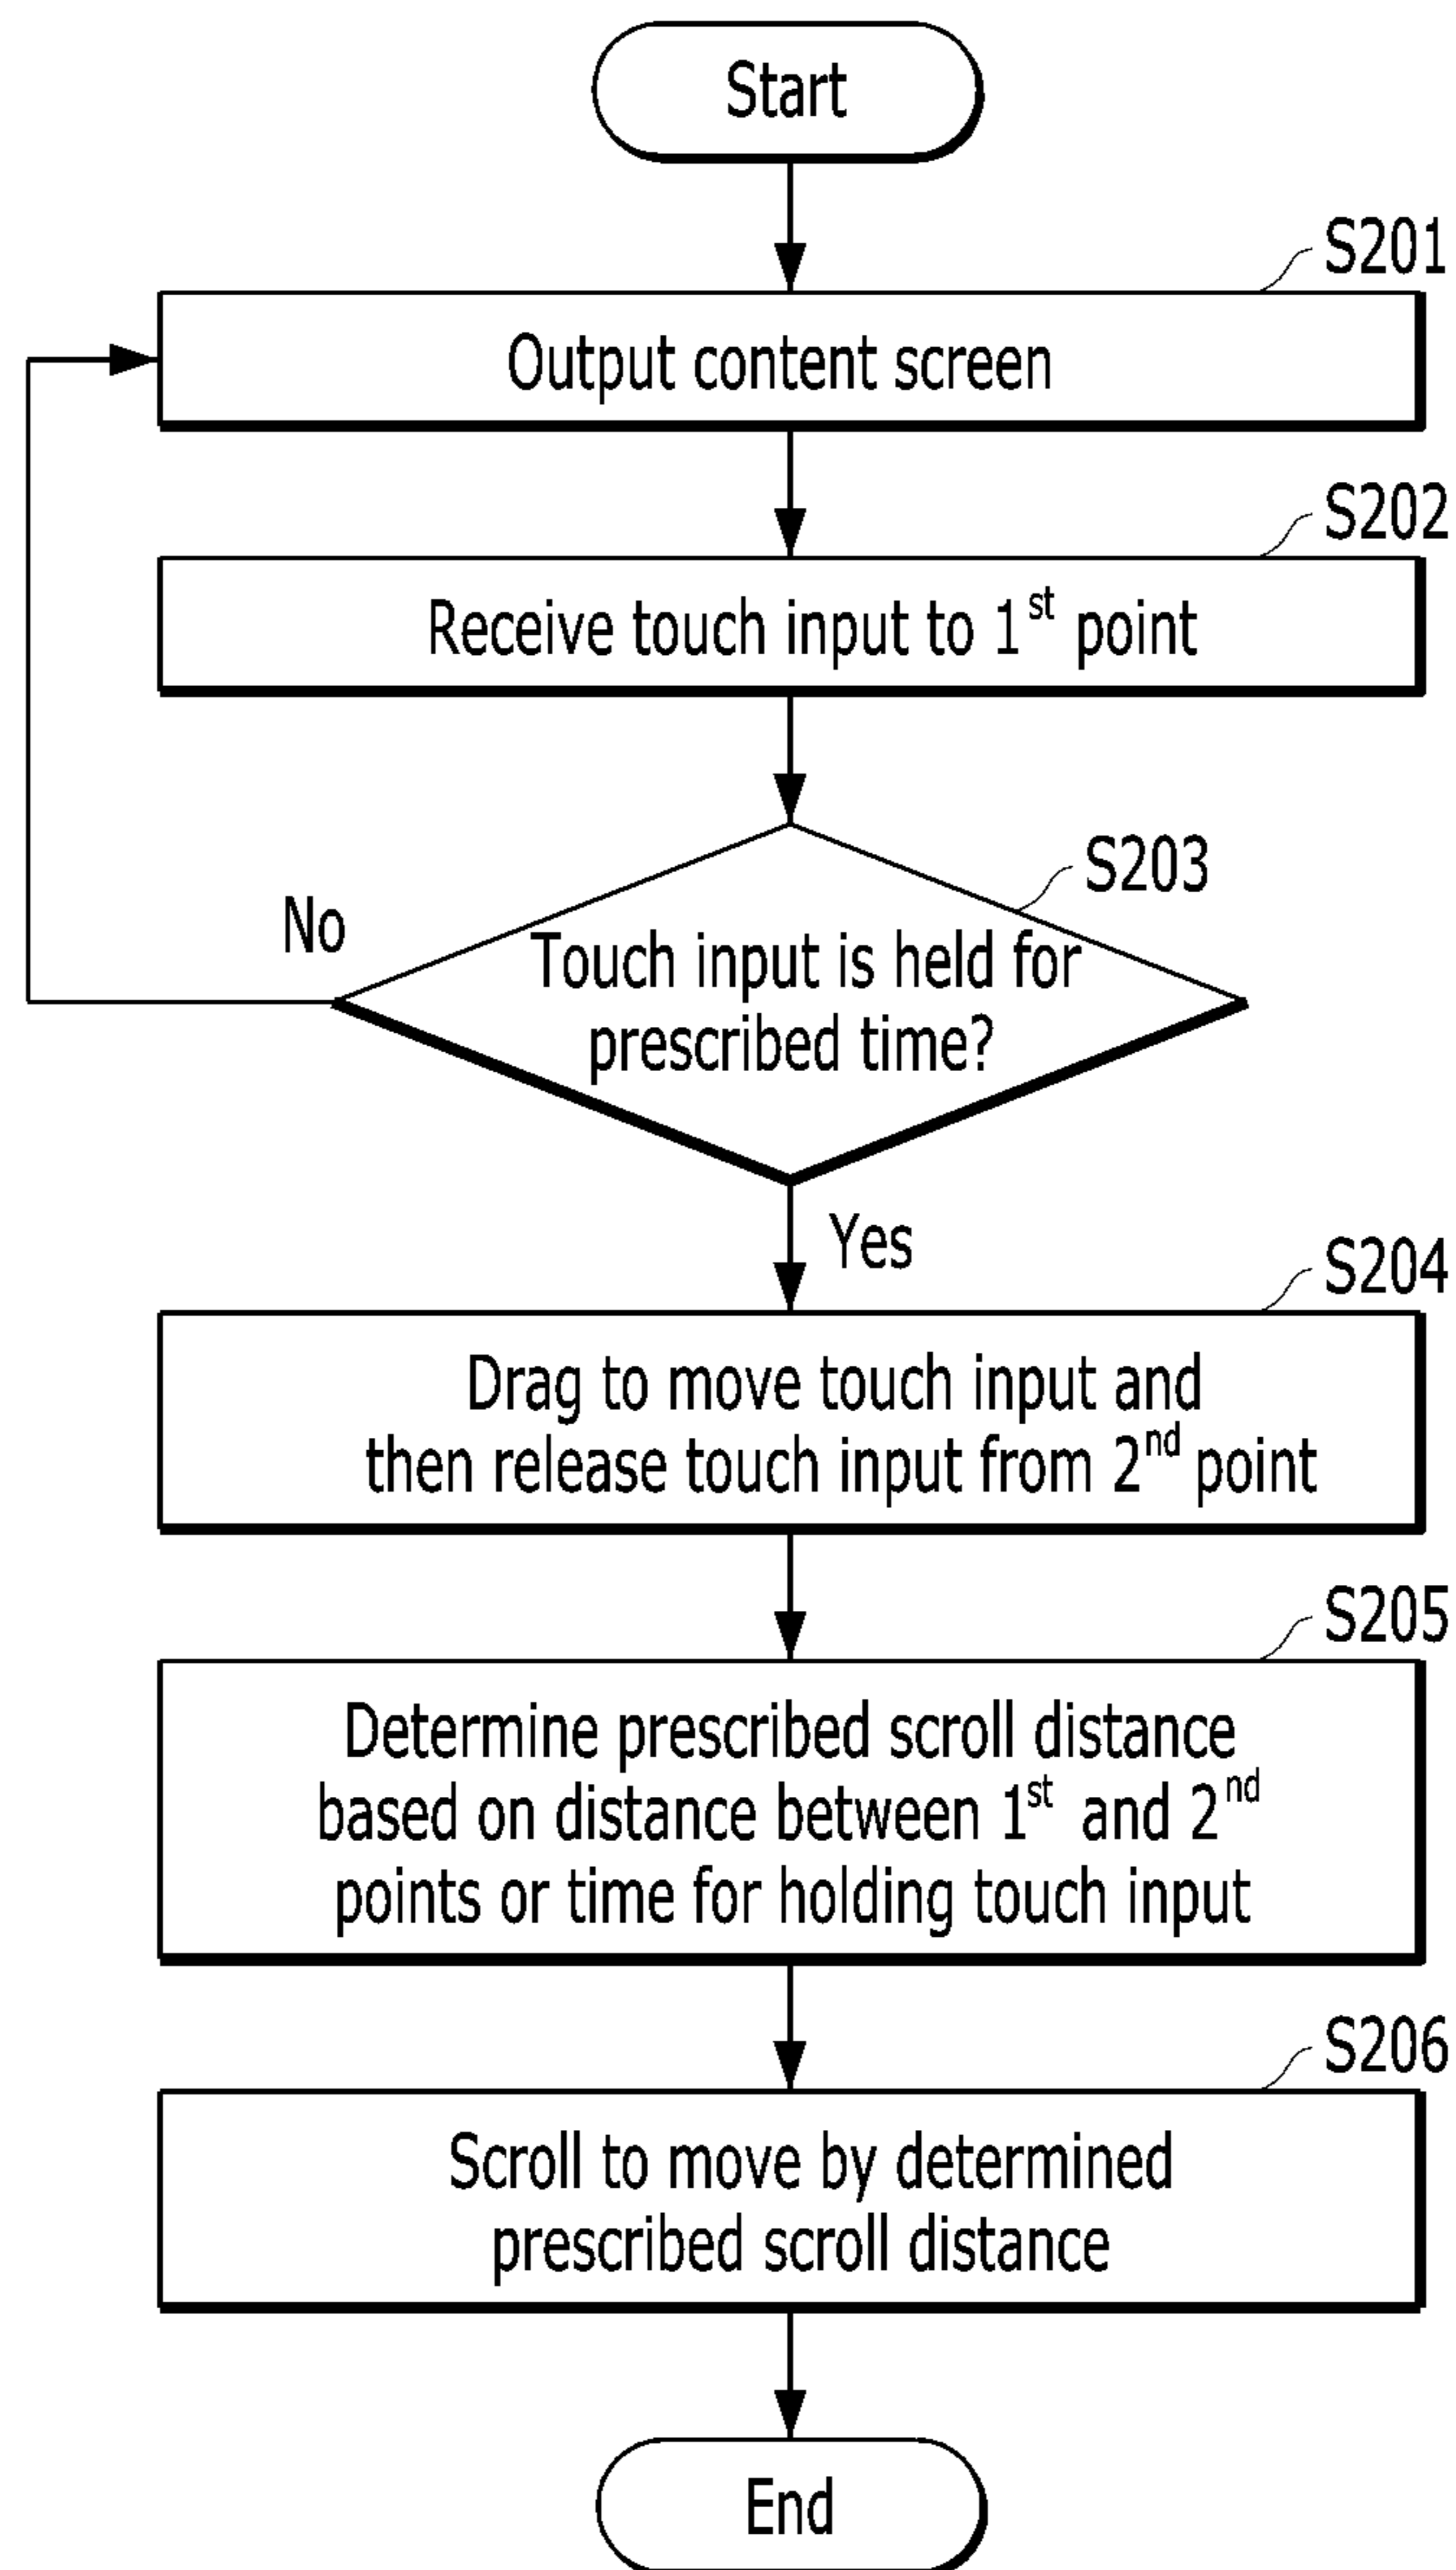 Start
S201
Output content screen
S202
Receive touch input to 1st point
S203
No
Touch input is held for
prescribed time?
Yes
S204
Drag to move touch input and
then release touch input from 2nd point
S205
Determine prescribed scroll distance
based on distance between 1st and 2nd
points or time for holding touch input
S206
Scroll to move by determined
prescribed scroll distance
End